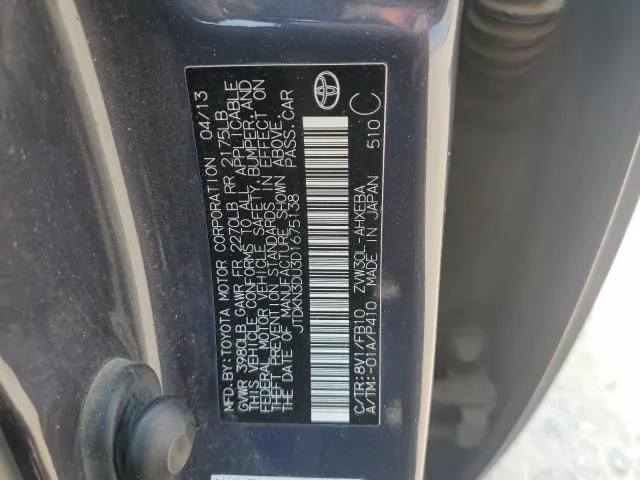 MFD. BY: TOYOTA MOTOR CORPORATION 04/13
GVWR 3980LB GAWR FR 2270LB RR 2175LB
THIS VEHICLE CONFORMS TO ALL APPLICABLE
FEDERAL MOTOR VEHICLE SAFETY, BUMPER, AND
THEFT PREVENTION STANDARDS IN EFFECT ON
THE DATE OF MANUFACTURE SHOWN ABOVE.
JTDKN3DU3D1675138 PASS. CAR
C/TR: 8V1/FB10 ZVW30L-AHXEBA
A/TM: -01A/P410 MADE IN JAPAN 510 C